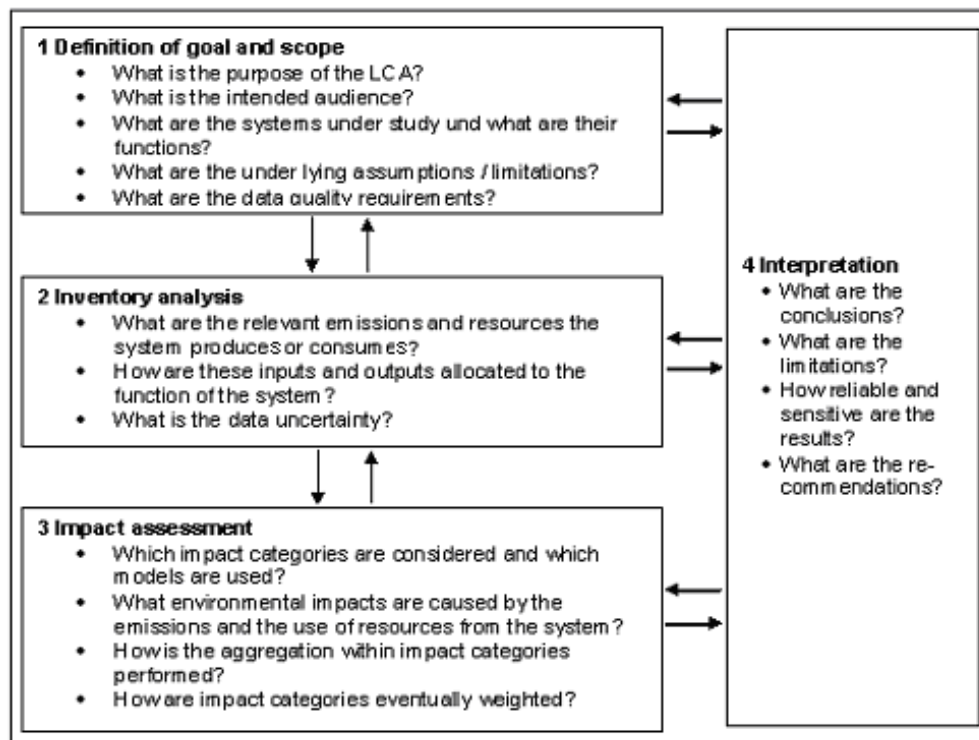 1 Definition of goal and scope
• What is the purpose of the LCA?
• What is the intended audience?
• What are the systems under study und what are their
functions?
• What are the under lying assumptions / limitations?
• What are the data quality requirements?
2 Inventory analysis
• What are the relevant emissions and resources the
system produces or consumes?
• How are these inputs and outputs allocated to the
function of the system?
• What is the data uncertainty?
3 Impact assessment
• Which impact categories are considered and which
models are used?
• What environmental impacts are caused by the
emissions and the use of resources from the system?
• How is the aggregation within impact categories
performed?
• How are impact categories eventually weighted?
4 Interpretation
• What are the
conclusions?
• What are the
limitations?
• How reliable and
sensitive are the
results?
• What are the re-
commendations?